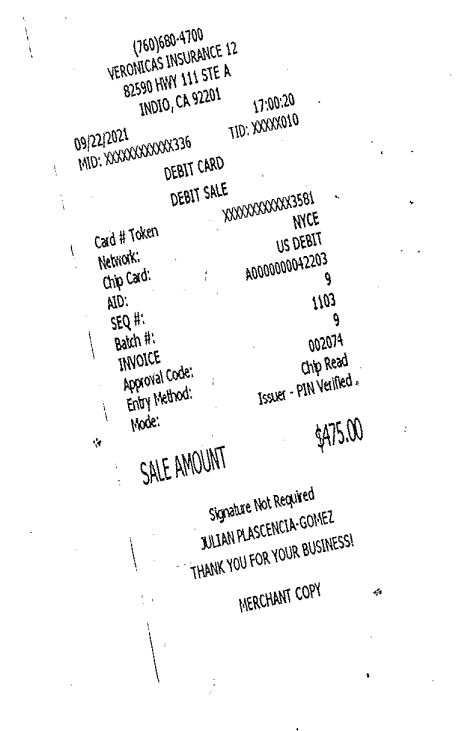 (760)680-4700
VERONICAS INSURANCE 12
82590 HWY 111 STE A
INDIO, CA 92201
09/22/2021 17:00:20
MID: XXXXXXXXXXXX336 TID: XXXXX010
DEBIT CARD
DEBIT SALE
Card # Token XXXXXXXXXXXX3581
Network: NYCE
Chip Card: US DEBIT
AID: A0000000042203
SEQ #: 9
Batch #: 1103
INVOICE 9
Approval Code: 002074
Entry Method: Chip Read
Mode: Issuer - PIN Verified
SALE AMOUNT $475.00
Signature Not Required
JULIAN PLASCENCIA-GOMEZ
THANK YOU FOR YOUR BUSINESS!
MERCHANT COPY